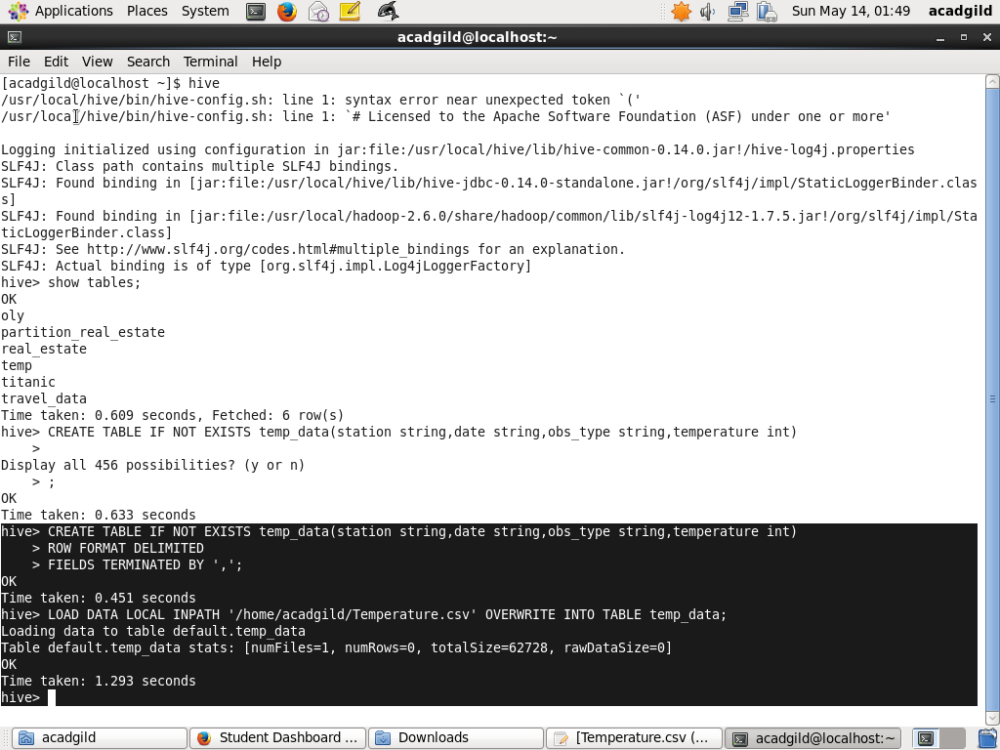 Applications Places System Sun May 14, 01:49 acadgild
acadgild@localhost:~
File Edit View Search Terminal Help
[acadgild@localhost ~]$ hive
/usr/local/hive/bin/hive-config.sh: line 1: syntax error near unexpected token `('
/usr/local/hive/bin/hive-config.sh: line 1: `# Licensed to the Apache Software Foundation (ASF) under one or more'
Logging initialized using configuration in jar:file:/usr/local/hive/lib/hive-common-0.14.0.jar!/hive-log4j.properties
SLF4J: Class path contains multiple SLF4J bindings.
SLF4J: Found binding in [jar:file:/usr/local/hive/lib/hive-jdbc-0.14.0-standalone.jar!/org/slf4j/impl/StaticLoggerBinder.clas
s]
SLF4J: Found binding in [jar:file:/usr/local/hadoop-2.6.0/share/hadoop/common/lib/slf4j-log4j12-1.7.5.jar!/org/slf4j/impl/Sta
ticLoggerBinder.class]
SLF4J: See http://www.slf4j.org/codes.html#multiple_bindings for an explanation.
SLF4J: Actual binding is of type [org.slf4j.impl.Log4jLoggerFactory]
hive> show tables;
OK
oly
partition_real_estate
real_estate
temp
titanic
travel_data
Time taken: 0.609 seconds, Fetched: 6 row(s)
hive> CREATE TABLE IF NOT EXISTS temp_data(station string,date string,obs_type string,temperature int)
    >
Display all 456 possibilities? (y or n)
    > ;
OK
Time taken: 0.633 seconds
hive> CREATE TABLE IF NOT EXISTS temp_data(station string,date string,obs_type string,temperature int)
    > ROW FORMAT DELIMITED
    > FIELDS TERMINATED BY ',';
OK
Time taken: 0.451 seconds
hive> LOAD DATA LOCAL INPATH '/home/acadgild/Temperature.csv' OVERWRITE INTO TABLE temp_data;
Loading data to table default.temp_data
Table default.temp_data stats: [numFiles=1, numRows=0, totalSize=62728, rawDataSize=0]
OK
Time taken: 1.293 seconds
hive>
acadgild Student Dashboard ... Downloads [Temperature.csv (... acadgild@localhost:~